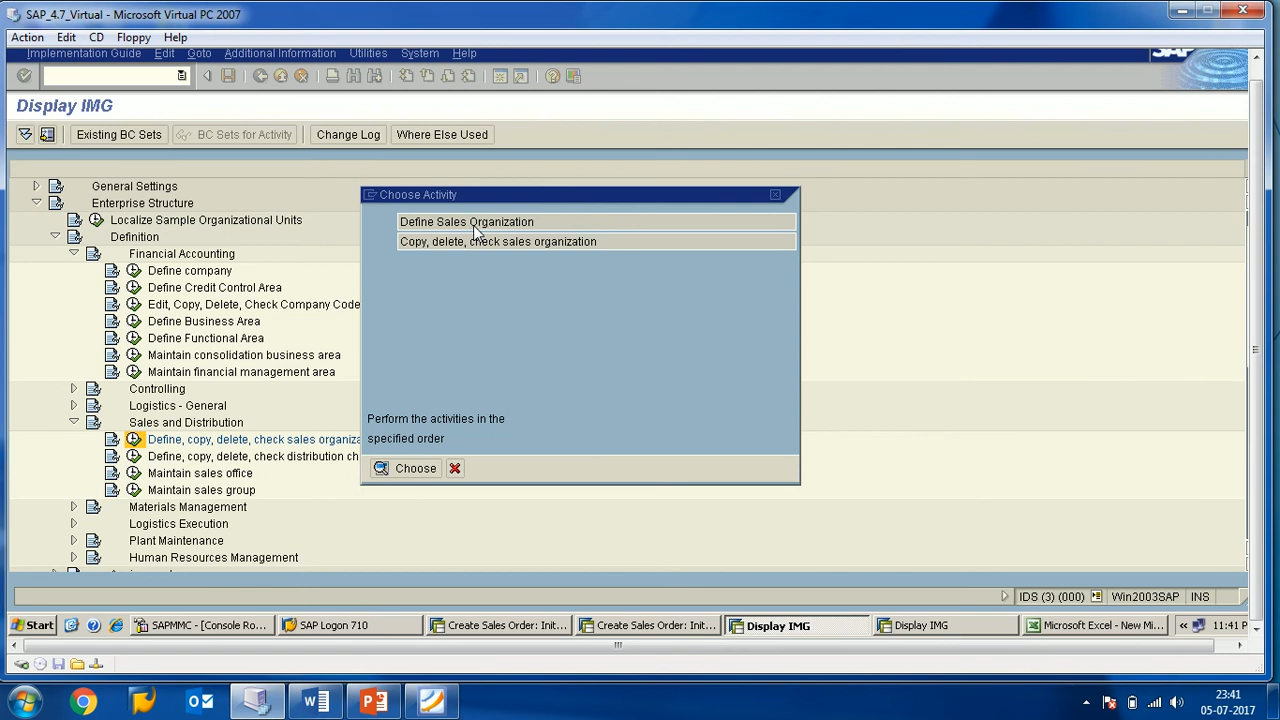 SAP_4.7_Virtual - Microsoft Virtual PC 2007
Action Edit CD Floppy Help
Implementation Guide Edit Goto Additional Information Utilities System Help
SAP
Display IMG
Existing BC Sets BC Sets for Activity Change Log Where Else Used
General Settings
Enterprise Structure
Localize Sample Organizational Units
Definition
Financial Accounting
Define company
Define Credit Control Area
Edit, Copy, Delete, Check Company Code
Define Business Area
Define Functional Area
Maintain consolidation business area
Maintain financial management area
Controlling
Logistics - General
Sales and Distribution
Define, copy, delete, check sales organiza
Define, copy, delete, check distribution ch
Maintain sales office
Maintain sales group
Materials Management
Logistics Execution
Plant Maintenance
Human Resources Management
Choose Activity
Define Sales Organization
Copy, delete, check sales organization
Perform the activities in the
specified order
Choose
IDS (3) (000) Win2003SAP INS
Start SAPMMC - [Console Ro... SAP Logon 710 Create Sales Order: Init... Create Sales Order: Init... Display IMG Display IMG Microsoft Excel - New Mi... 11:41 P
23:41
05-07-2017